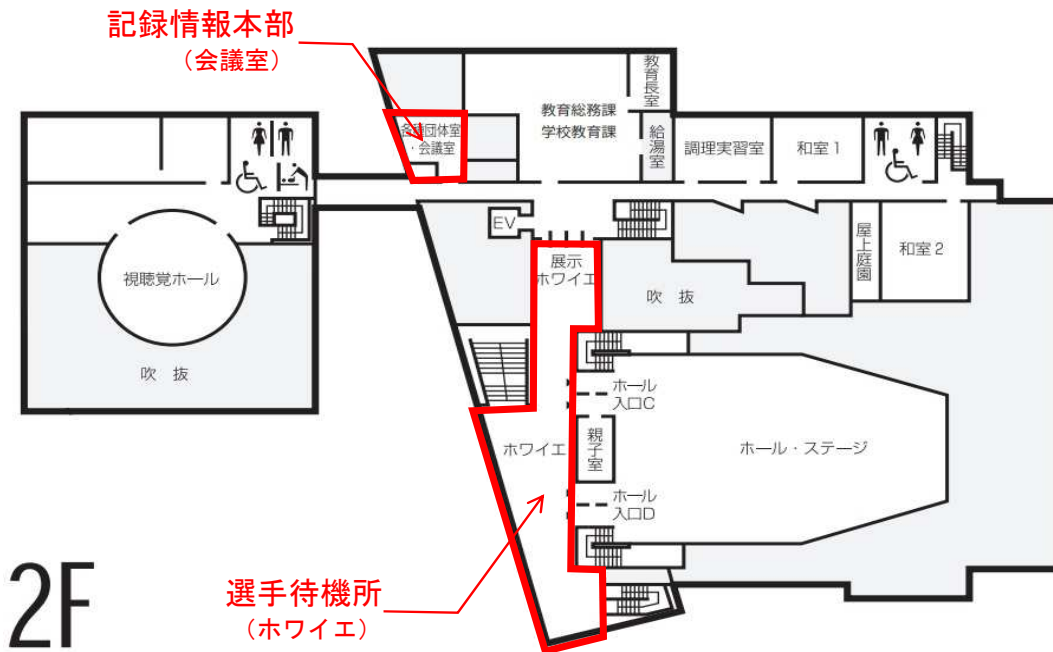 記録情報本部
（会議室）
各種団体室
・会議室
教育総務課
学校教育課
教育長室
給湯室
調理実習室
和室１
EV
展示
ホワイエ
吹 抜
屋上庭園
和室２
視聴覚ホール
吹 抜
ホール
入口C
ホワイエ
親子室
ホール・ステージ
ホール
入口D
選手待機所
（ホワイエ）
2F